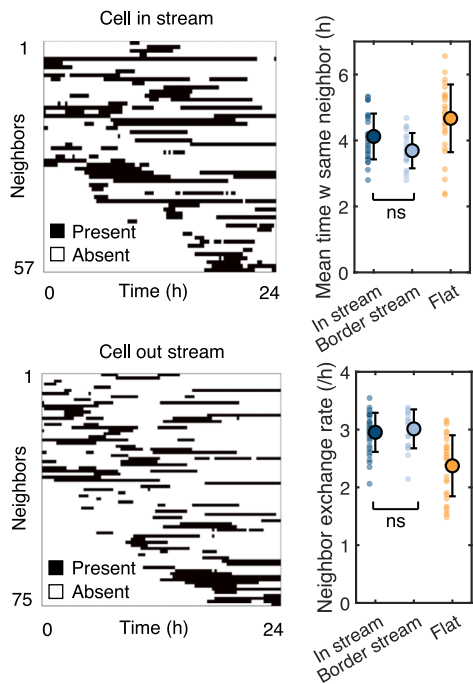 Cell in stream
1
Neighbors
57
Present
Absent
0
Time (h)
24
Mean time w same neighbor (h)
6
4
2
0
ns
In stream
Border stream
Flat
Cell out stream
1
Neighbors
75
Present
Absent
0
Time (h)
24
Neighbor exchange rate (/h)
4
3
2
1
0
ns
In stream
Border stream
Flat